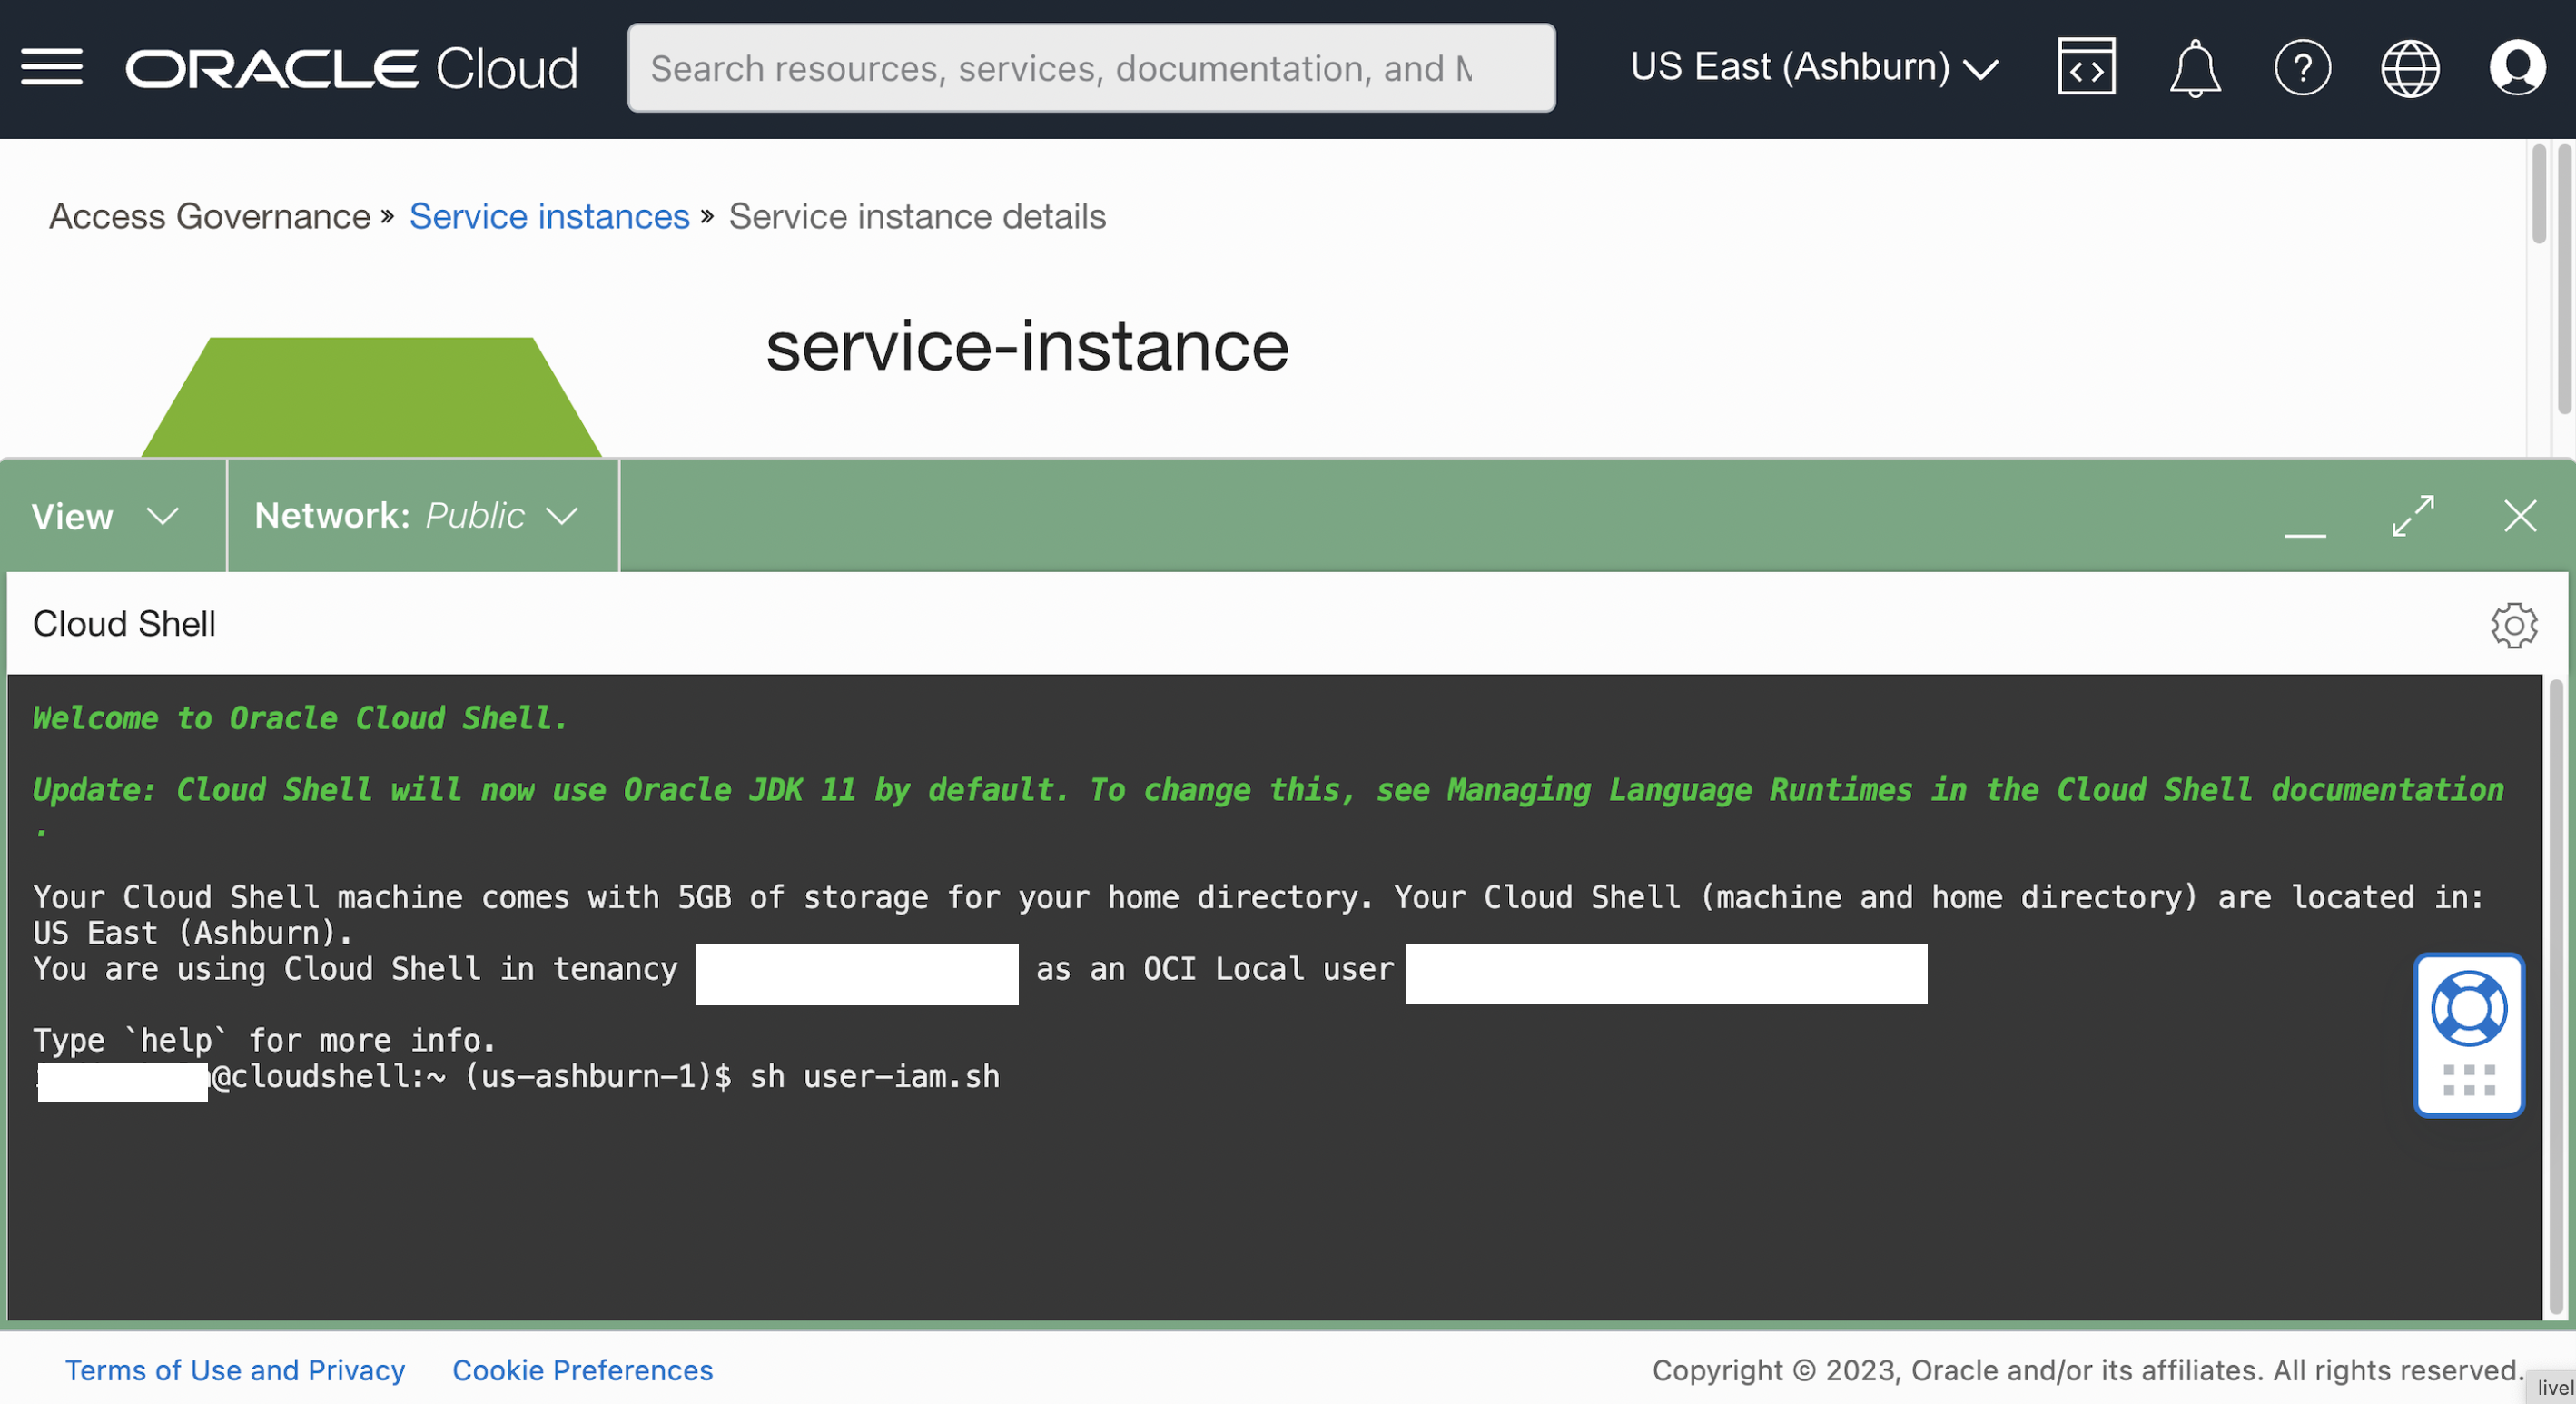 ORACLE Cloud
Search resources, services, documentation, and
US East (Ashburn)
Access Governance » Service instances » Service instance details
service-instance
View
Network: Public
Cloud Shell
Welcome to Oracle Cloud Shell.
Update: Cloud Shell will now use Oracle JDK 11 by default. To change this, see Managing Language Runtimes in the Cloud Shell documentation
.
Your Cloud Shell machine comes with 5GB of storage for your home directory. Your Cloud Shell (machine and home directory) are located in:
US East (Ashburn).
You are using Cloud Shell in tenancy as an OCI Local user
Type `help` for more info.
@cloudshell:~ (us-ashburn-1)$ sh user-iam.sh
Terms of Use and Privacy Cookie Preferences
Copyright © 2023, Oracle and/or its affiliates. All rights reserved.
livel